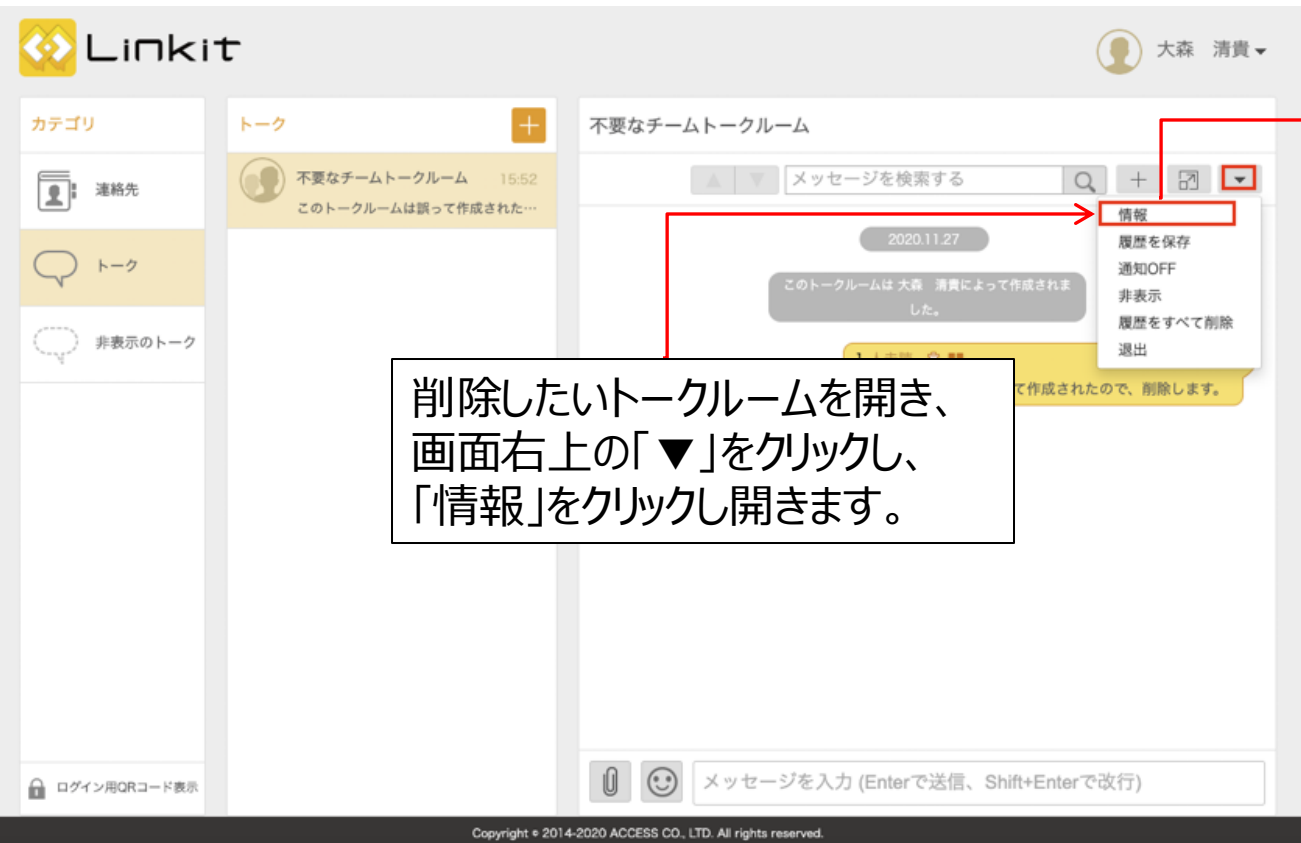 Linkit
大森 清貴
カテゴリ
連絡先
トーク
非表示のトーク
ログイン用QRコード表示
トーク
不要なチームトークルーム 15:52
このトークルームは誤って作成された…
不要なチームトークルーム
メッセージを検索する
情報
履歴を保存
通知OFF
非表示
履歴をすべて削除
退出
2020.11.27
このトークルームは 大森 清貴によって作成されま
した。
て作成されたので、削除します。
削除したいトークルームを開き、
画面右上の「▼」をクリックし、
「情報」をクリックし開きます。
メッセージを入力 (Enterで送信、Shift+Enterで改行)
Copyright © 2014-2020 ACCESS CO., LTD. All rights reserved.